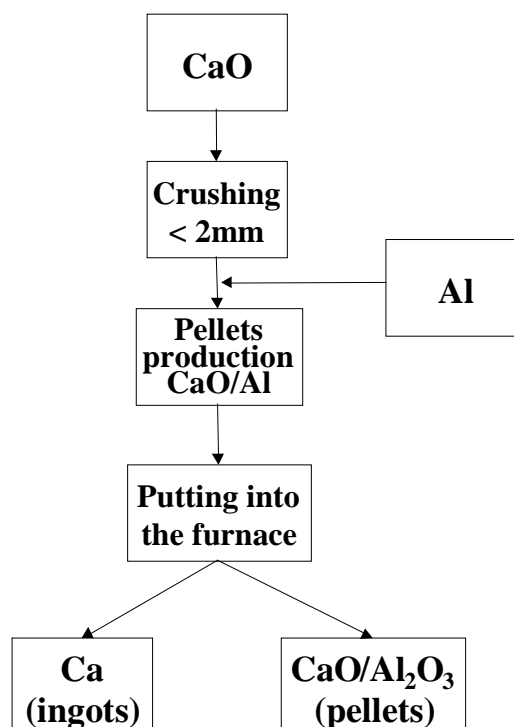 CaO
Crushing
< 2mm
Al
Pellets
production
CaO/Al
Putting into
the furnace
Ca
(ingots)
CaO/Al₂O₃
(pellets)